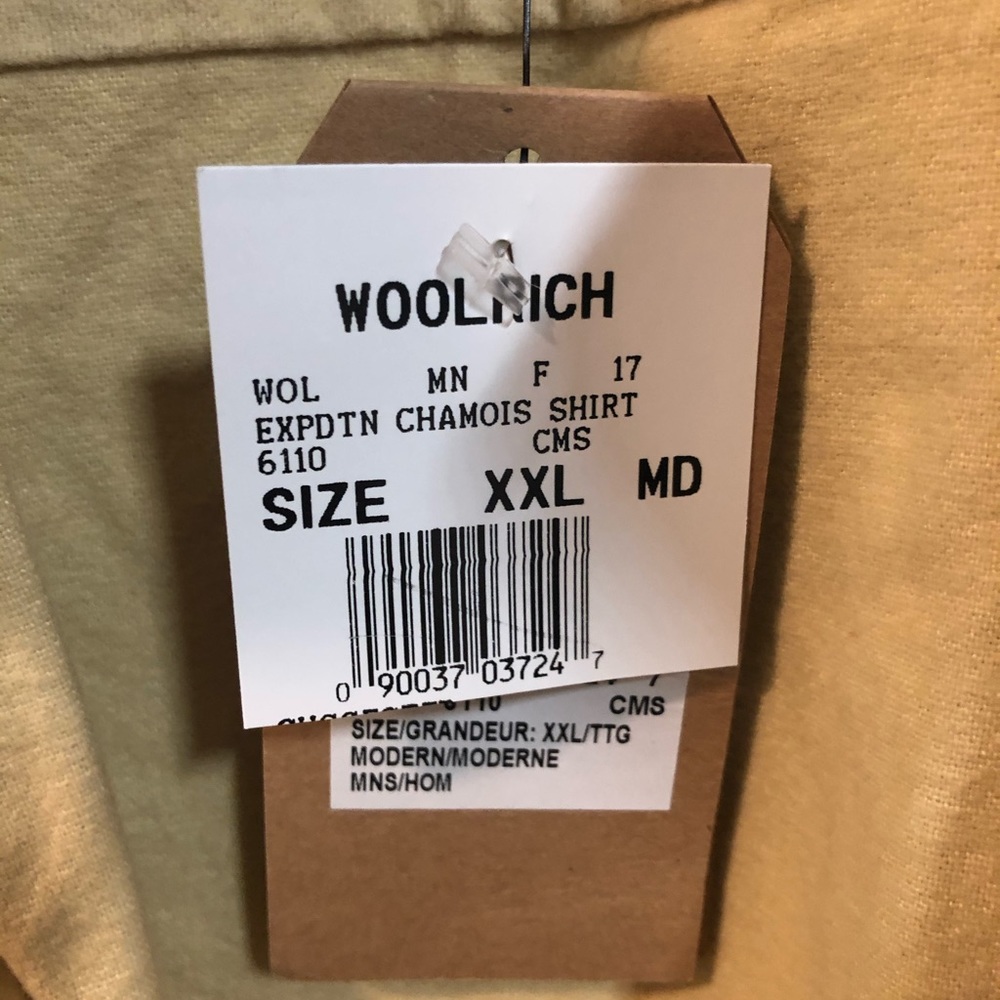 WOOLRICH
WOL MN F 17
EXPDTN CHAMOIS SHIRT
6110 CMS
SIZE XXL MD
0 90037 03724 7
6110 CMS
SIZE/GRANDEUR: XXL/TTG
MODERN/MODERNE
MNS/HOM